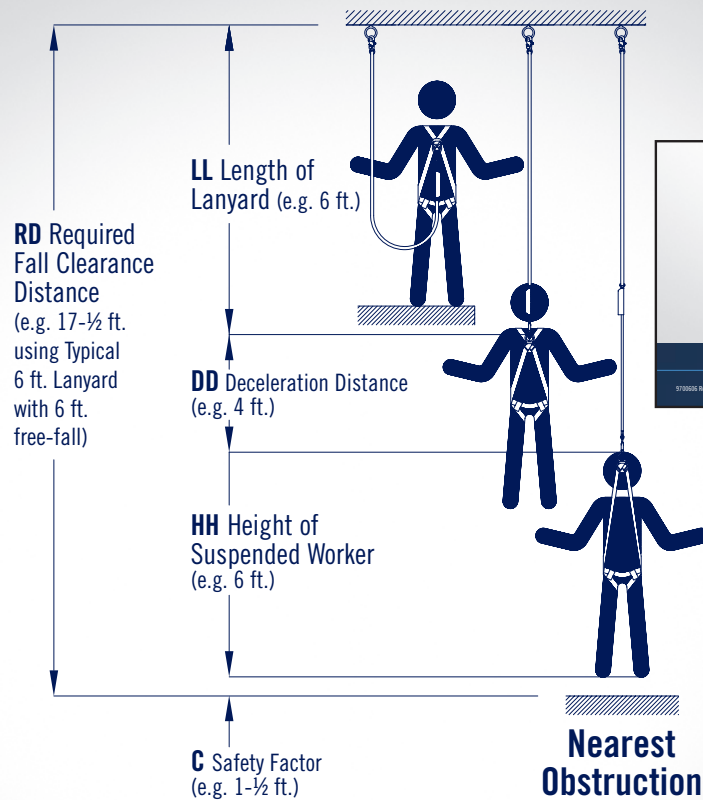 LL Length of
Lanyard (e.g. 6 ft.)
RD Required
Fall Clearance
Distance
(e.g. 17-½ ft.
using Typical
6 ft. Lanyard
with 6 ft.
free-fall)
DD Deceleration Distance
(e.g. 4 ft.)
HH Height of
Suspended Worker
(e.g. 6 ft.)
C Safety Factor
(e.g. 1-½ ft.)
Nearest
Obstruction
9700606